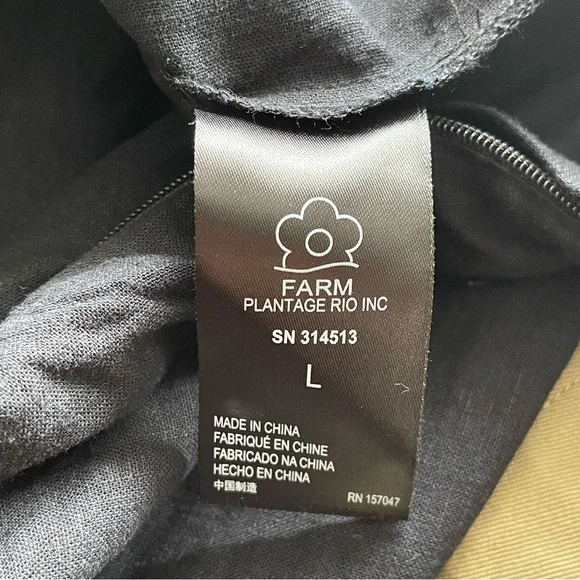 FARM
PLANTAGE RIO INC
SN 314513
L
MADE IN CHINA
FABRIQUÉ EN CHINE
FABRICADO NA CHINA
HECHO EN CHINA
中国制造
RN 157047